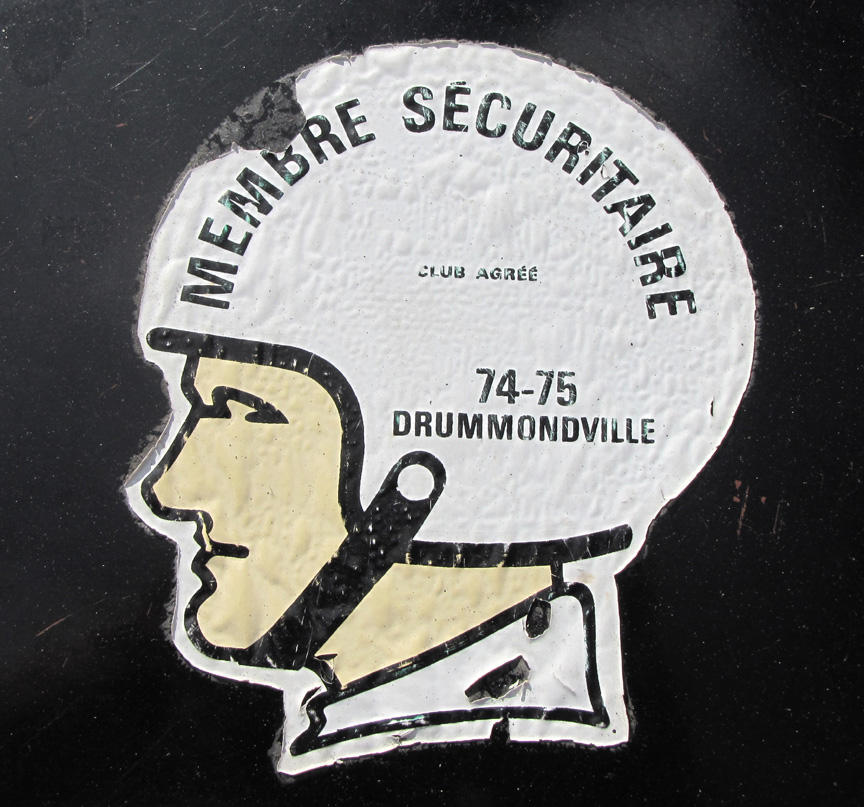 MEMBRE SÉCURITAIRE
CLUB AGRÉÉ
74-75
DRUMMONDVILLE